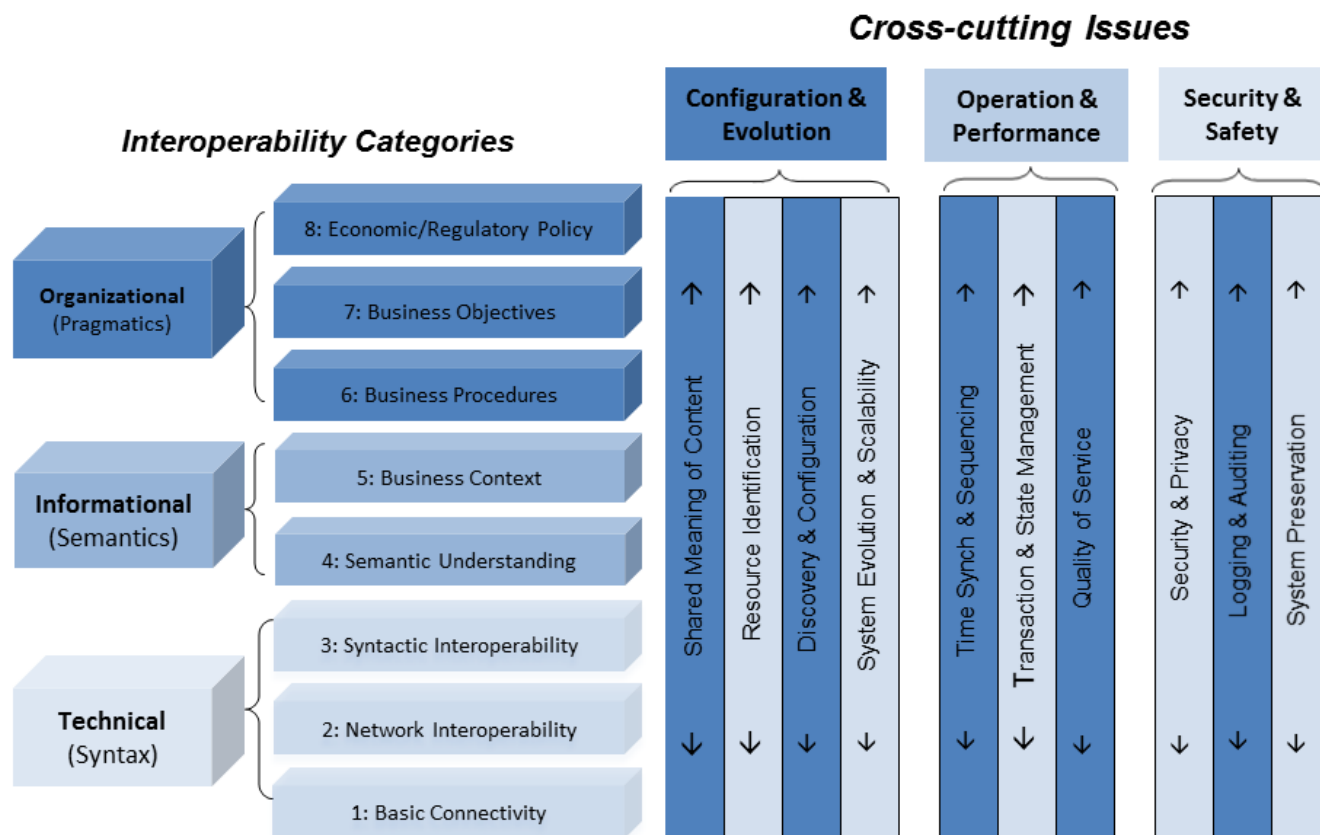 Cross-cutting Issues
Interoperability Categories
Configuration &
Evolution
Operation &
Performance
Security &
Safety
Organizational
(Pragmatics)
8: Economic/Regulatory Policy
7: Business Objectives
6: Business Procedures
Informational
(Semantics)
5: Business Context
4: Semantic Understanding
Technical
(Syntax)
3: Syntactic Interoperability
2: Network Interoperability
1: Basic Connectivity
Shared Meaning of Content
Resource Identification
Discovery & Configuration
System Evolution & Scalability
Time Synch & Sequencing
Transaction & State Management
Quality of Service
Security & Privacy
Logging & Auditing
System Preservation